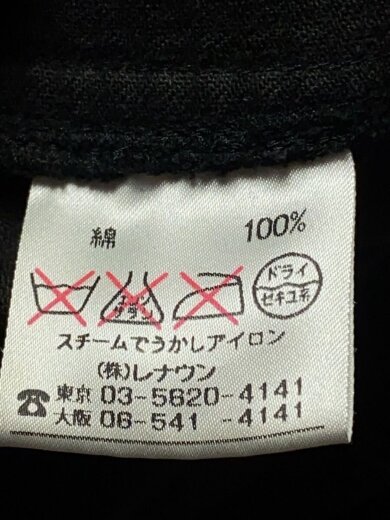 綿 100%
エンソ サラシ ドライ セキユ系
スチームでうかしアイロン
(株)レナウン
☎ 東京 03-5620-4141
大阪 06-541-4141